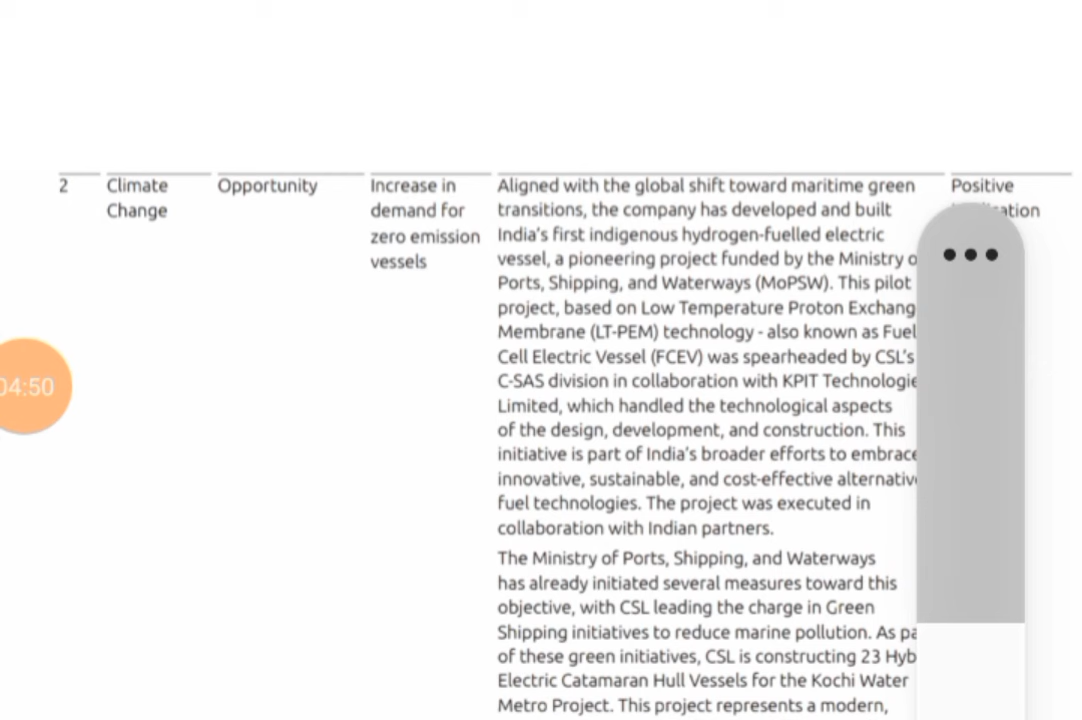 2 Climate Opportunity Increase in Aligned with the global shift toward maritime green Positive
Change demand for transitions, the company has developed and built
zero emission India's first indigenous hydrogen-fuelled electric
vessels vessel, a pioneering project funded by the Ministry
Ports, Shipping, and Waterways (MoPSW). This pilot
project, based on Low Temperature Proton
Membrane (LT-PEM) technology - also known as Fuel
04:50
Cell Electric Vessel (FCEV) was spearheaded by CSL's
C-SAS division in collaboration with KPIT
Limited, which handled the technological aspects
of the design, development, and construction. This
initiative is part of India's broader efforts to embrace
innovative, sustainable, and cost-effective
fuel technologies. The project was executed in
collaboration with Indian partners.
The Ministry of Ports, Shipping, and Waterways
has already initiated several measures toward this
objective, with CSL leading the charge in Green
Shipping initiatives to reduce marine pollution. As
of these green initiatives, CSL is constructing 23
Electric Catamaran Hull Vessels for the Kochi Water
Metro Project. This project represents a modern,